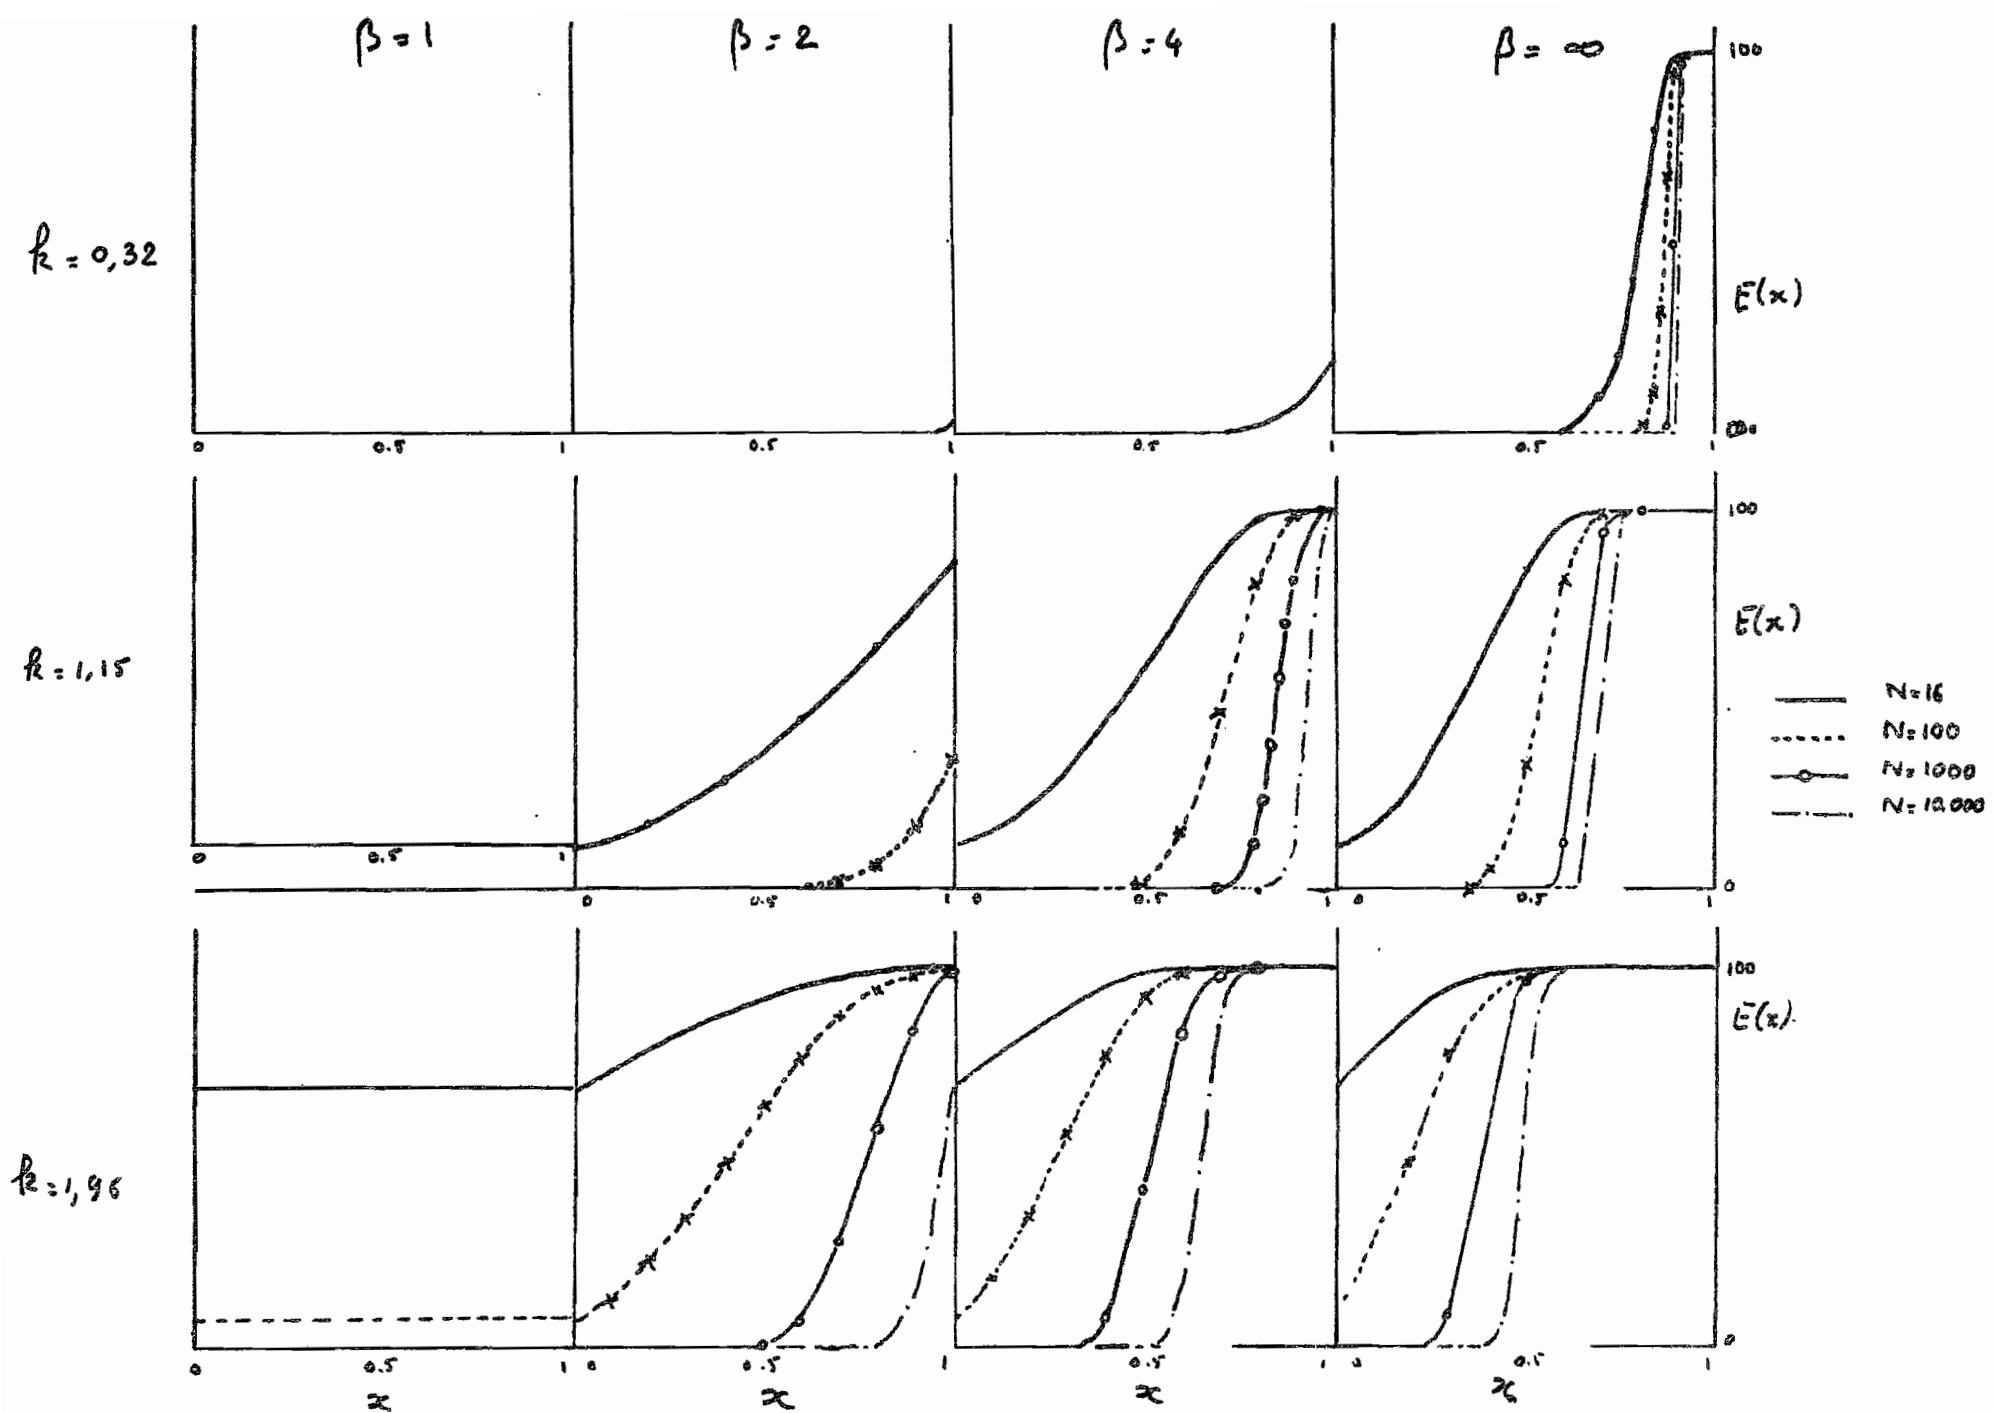 β = 1 β = 2 β = 4 β = ∞
100
k = 0,32
E(x)
0 0.5 1 0.5 1 0.5 1 0.5 1
100
E(x)
k = 1,15
N=16
N=100
N=1000
N=10.000
0 0.5 1
0 0.5 0 0.5 1 0 0.5 1 0
100
E(x).
k = 1,96
0
0 0.5 1 0 0.5 1 0.5 1 0 0.5 1
x x x x